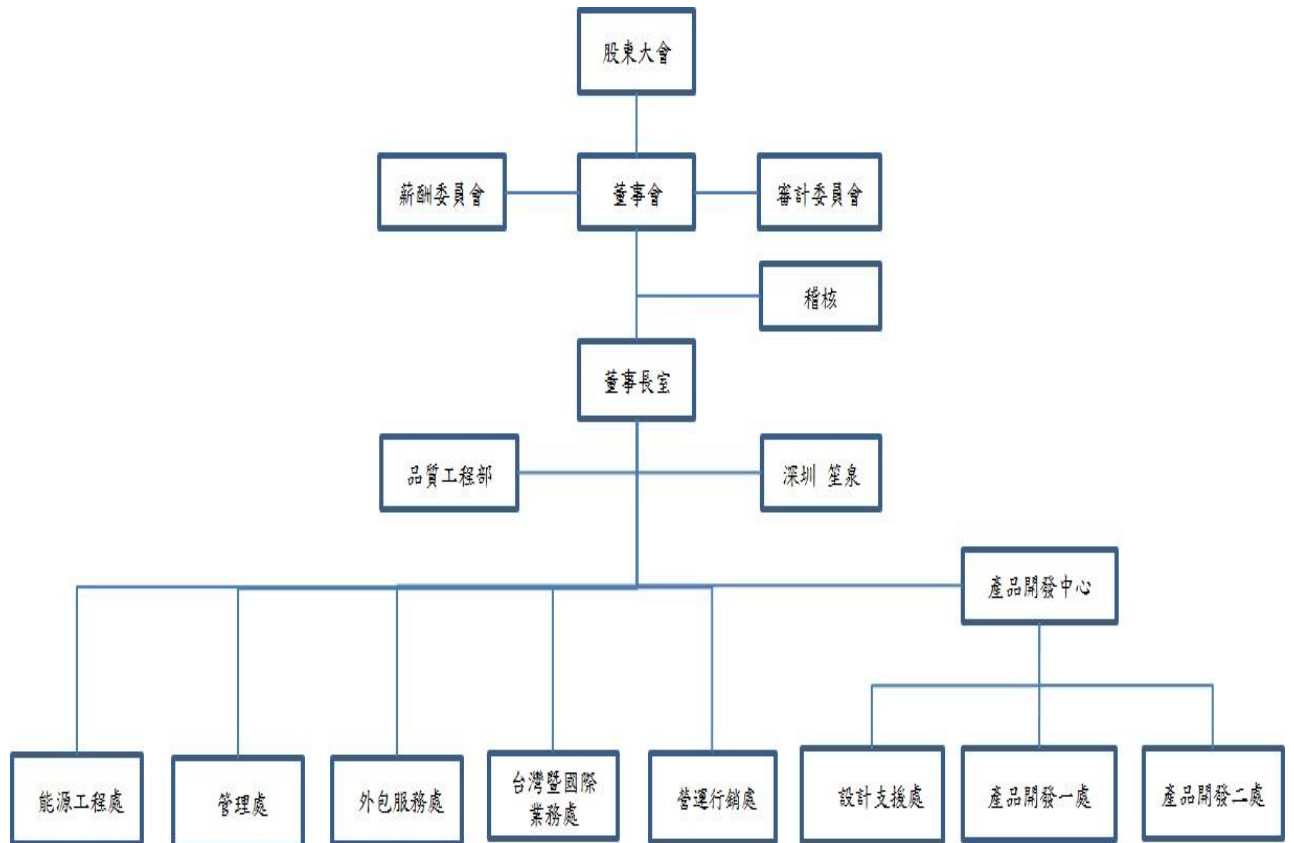 股東大會
薪酬委員會
董事會
審計委員會
稽核
董事長室
品質工程部
深圳 笙泉
產品開發中心
能源工程處
管理處
外包服務處
台灣暨國際
業務處
營運行銷處
設計支援處
產品開發一處
產品開發二處